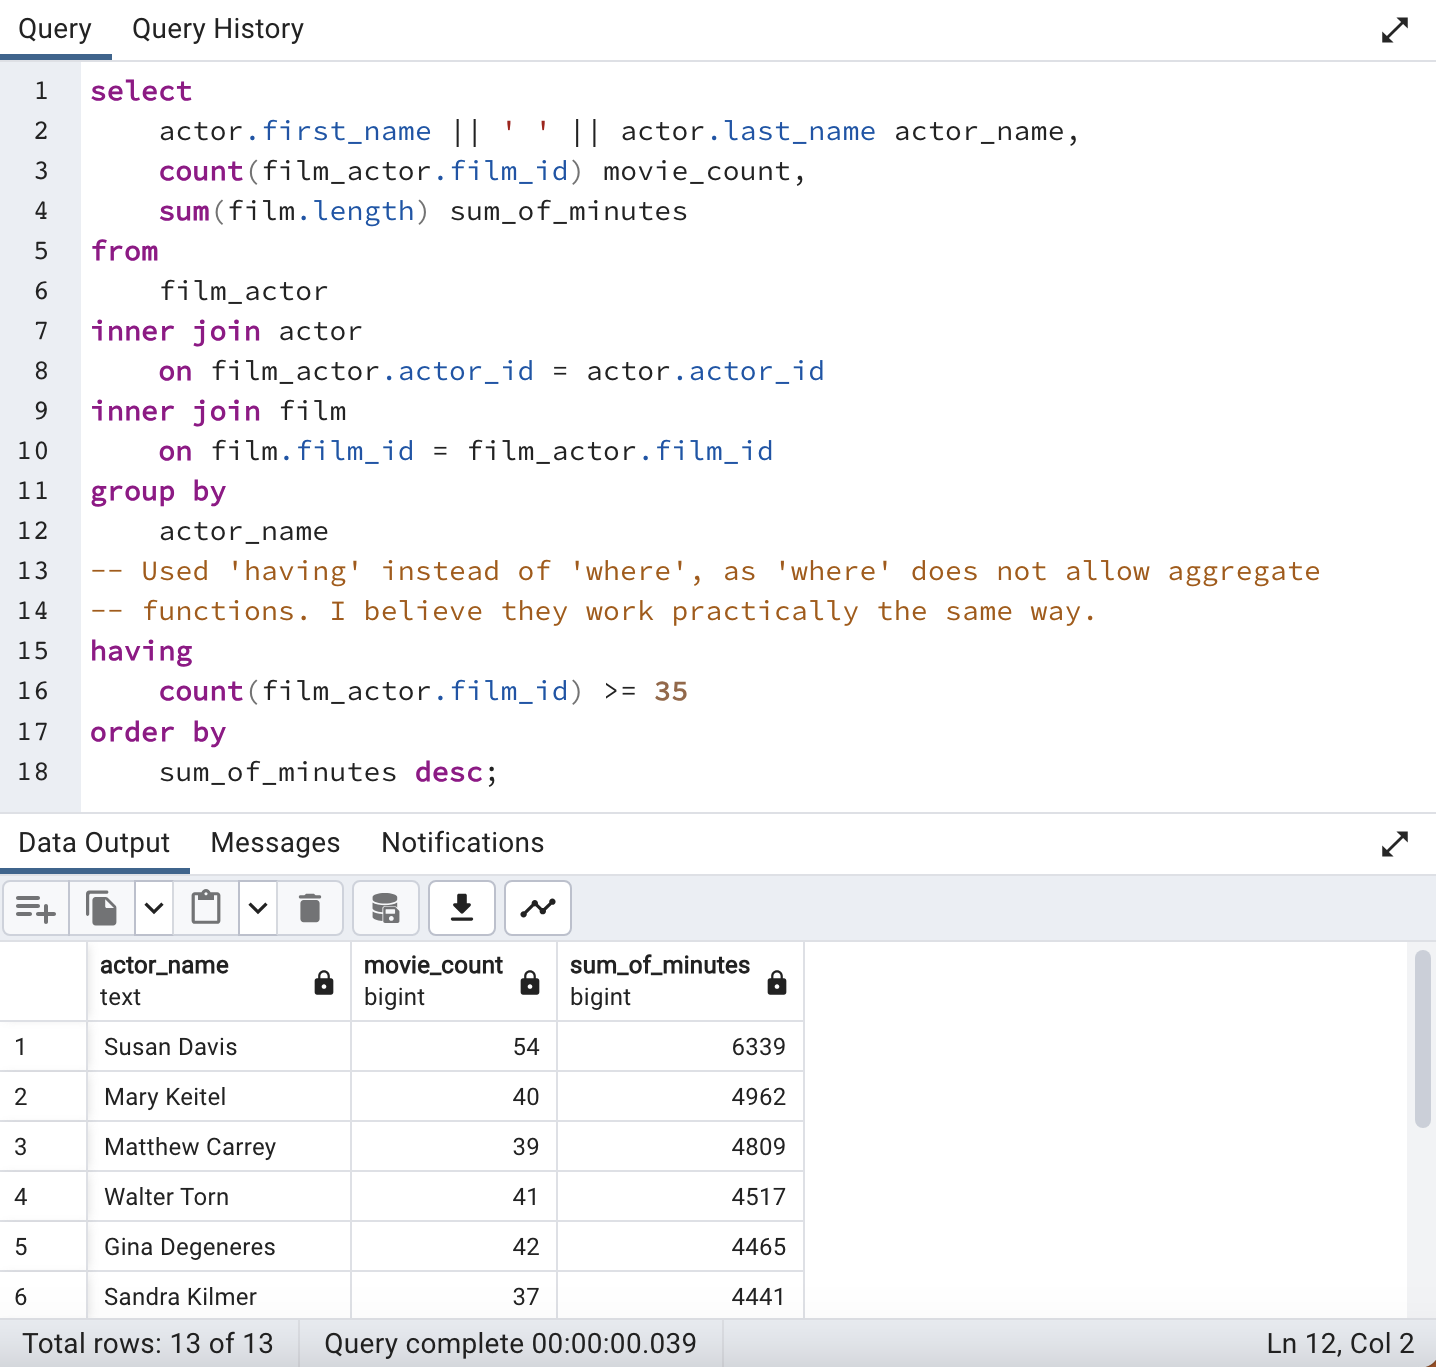 Query Query History
1 select
2 actor.first_name || ' ' || actor.last_name actor_name,
3 count(film_actor.film_id) movie_count,
4 sum(film.length) sum_of_minutes
5 from
6 film_actor
7 inner join actor
8 on film_actor.actor_id = actor.actor_id
9 inner join film
10 on film.film_id = film_actor.film_id
11 group by
12 actor_name
13 -- Used 'having' instead of 'where', as 'where' does not allow aggregate
14 -- functions. I believe they work practically the same way.
15 having
16 count(film_actor.film_id) >= 35
17 order by
18 sum_of_minutes desc;
Data Output Messages Notifications
actor_name movie_count sum_of_minutes
text bigint bigint
1 Susan Davis 54 6339
2 Mary Keitel 40 4962
3 Matthew Carrey 39 4809
4 Walter Torn 41 4517
5 Gina Degeneres 42 4465
6 Sandra Kilmer 37 4441
Total rows: 13 of 13 Query complete 00:00:00.039 Ln 12, Col 2